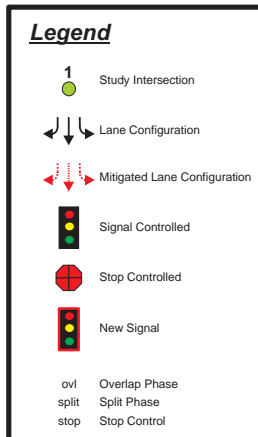 Legend
1
Study Intersection
Lane Configuration
Mitigated Lane Configuration
Signal Controlled
Stop Controlled
New Signal
ovl Overlap Phase
split Split Phase
stop Stop Control